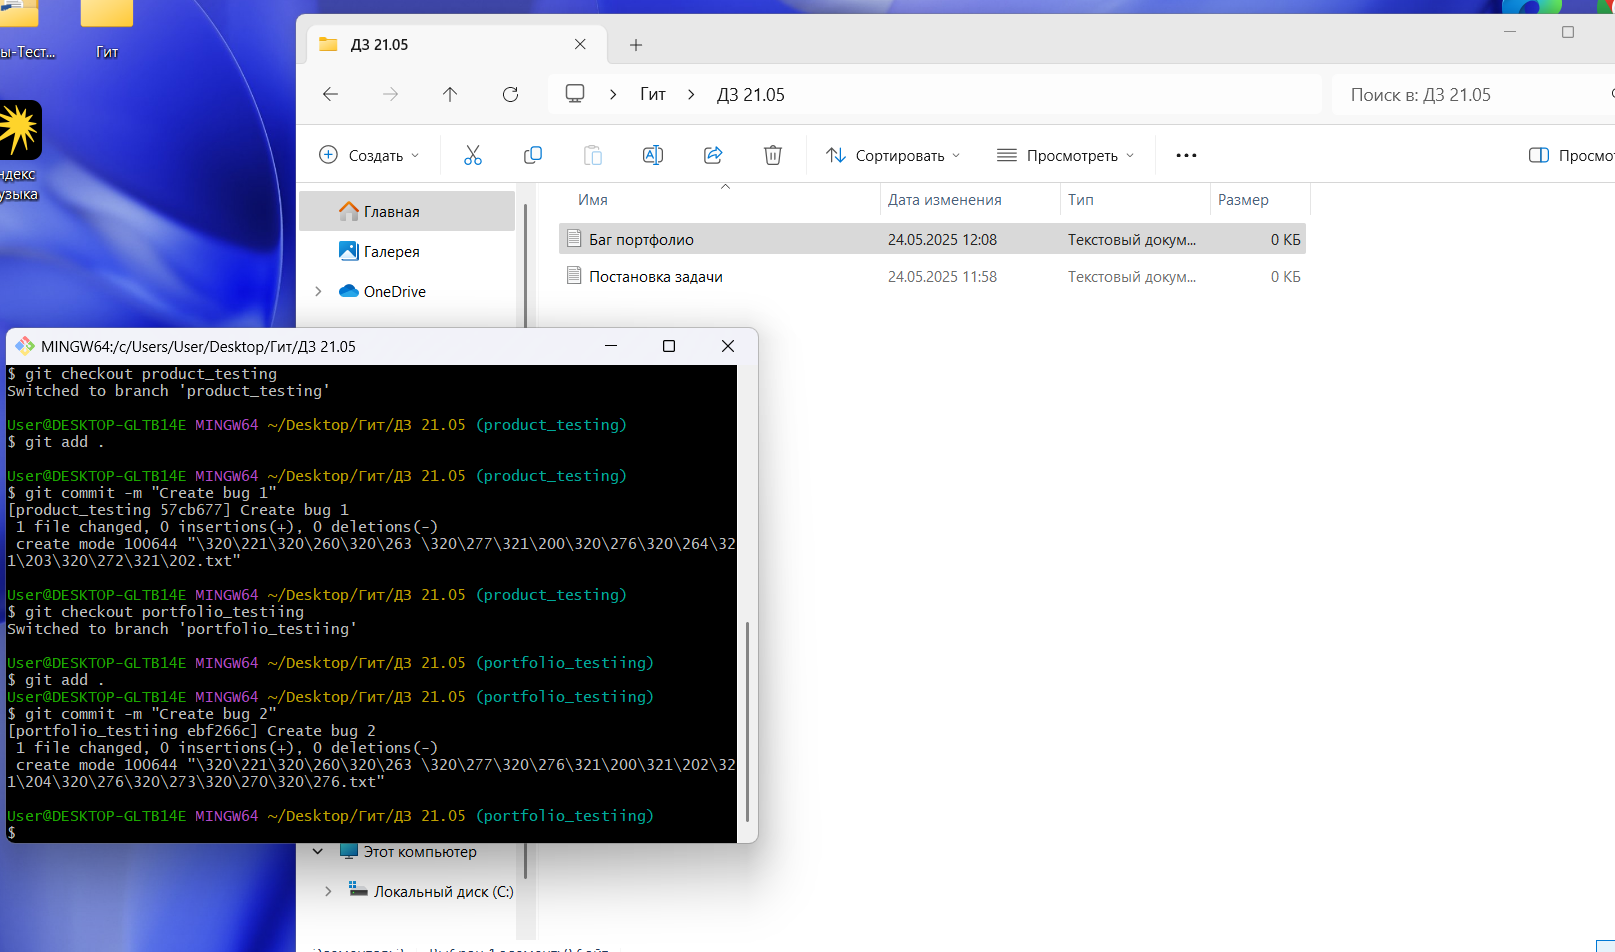 ы-Тест...
Гит
ндекс
узыка
ДЗ 21.05
Гит
ДЗ 21.05
Поиск в: ДЗ 21.05
Создать
Сортировать
Просмотреть
Имя
Дата изменения
Тип
Размер
Главная
Галерея
OneDrive
Баг портфолио 24.05.2025 12:08 Текстовый докум... 0 КБ
Постановка задачи 24.05.2025 11:58 Текстовый докум... 0 КБ
MINGW64:/c/Users/User/Desktop/Гит/ДЗ 21.05
$ git checkout product_testing
Switched to branch 'product_testing'
User@DESKTOP-GLTB14E MINGW64 ~/Desktop/Гит/ДЗ 21.05 (product_testing)
$ git add .
User@DESKTOP-GLTB14E MINGW64 ~/Desktop/Гит/ДЗ 21.05 (product_testing)
$ git commit -m "Create bug 1"
[product_testing 57cb677] Create bug 1
1 file changed, 0 insertions(+), 0 deletions(-)
create mode 100644 "\320\221\320\260\320\263 \320\277\321\200\320\276\320\264\32
1\203\320\272\321\202.txt"
User@DESKTOP-GLTB14E MINGW64 ~/Desktop/Гит/ДЗ 21.05 (product_testing)
$ git checkout portfolio_testiing
Switched to branch 'portfolio_testiing'
User@DESKTOP-GLTB14E MINGW64 ~/Desktop/Гит/ДЗ 21.05 (portfolio_testiing)
$ git add .
User@DESKTOP-GLTB14E MINGW64 ~/Desktop/Гит/ДЗ 21.05 (portfolio_testiing)
$ git commit -m "Create bug 2"
[portfolio_testiing ebf266c] Create bug 2
1 file changed, 0 insertions(+), 0 deletions(-)
create mode 100644 "\320\221\320\260\320\263 \320\277\320\276\321\200\321\202\32
1\204\320\276\320\273\320\270\320\276.txt"
User@DESKTOP-GLTB14E MINGW64 ~/Desktop/Гит/ДЗ 21.05 (portfolio_testiing)
$
Этот компьютер
Локальный диск (C:)